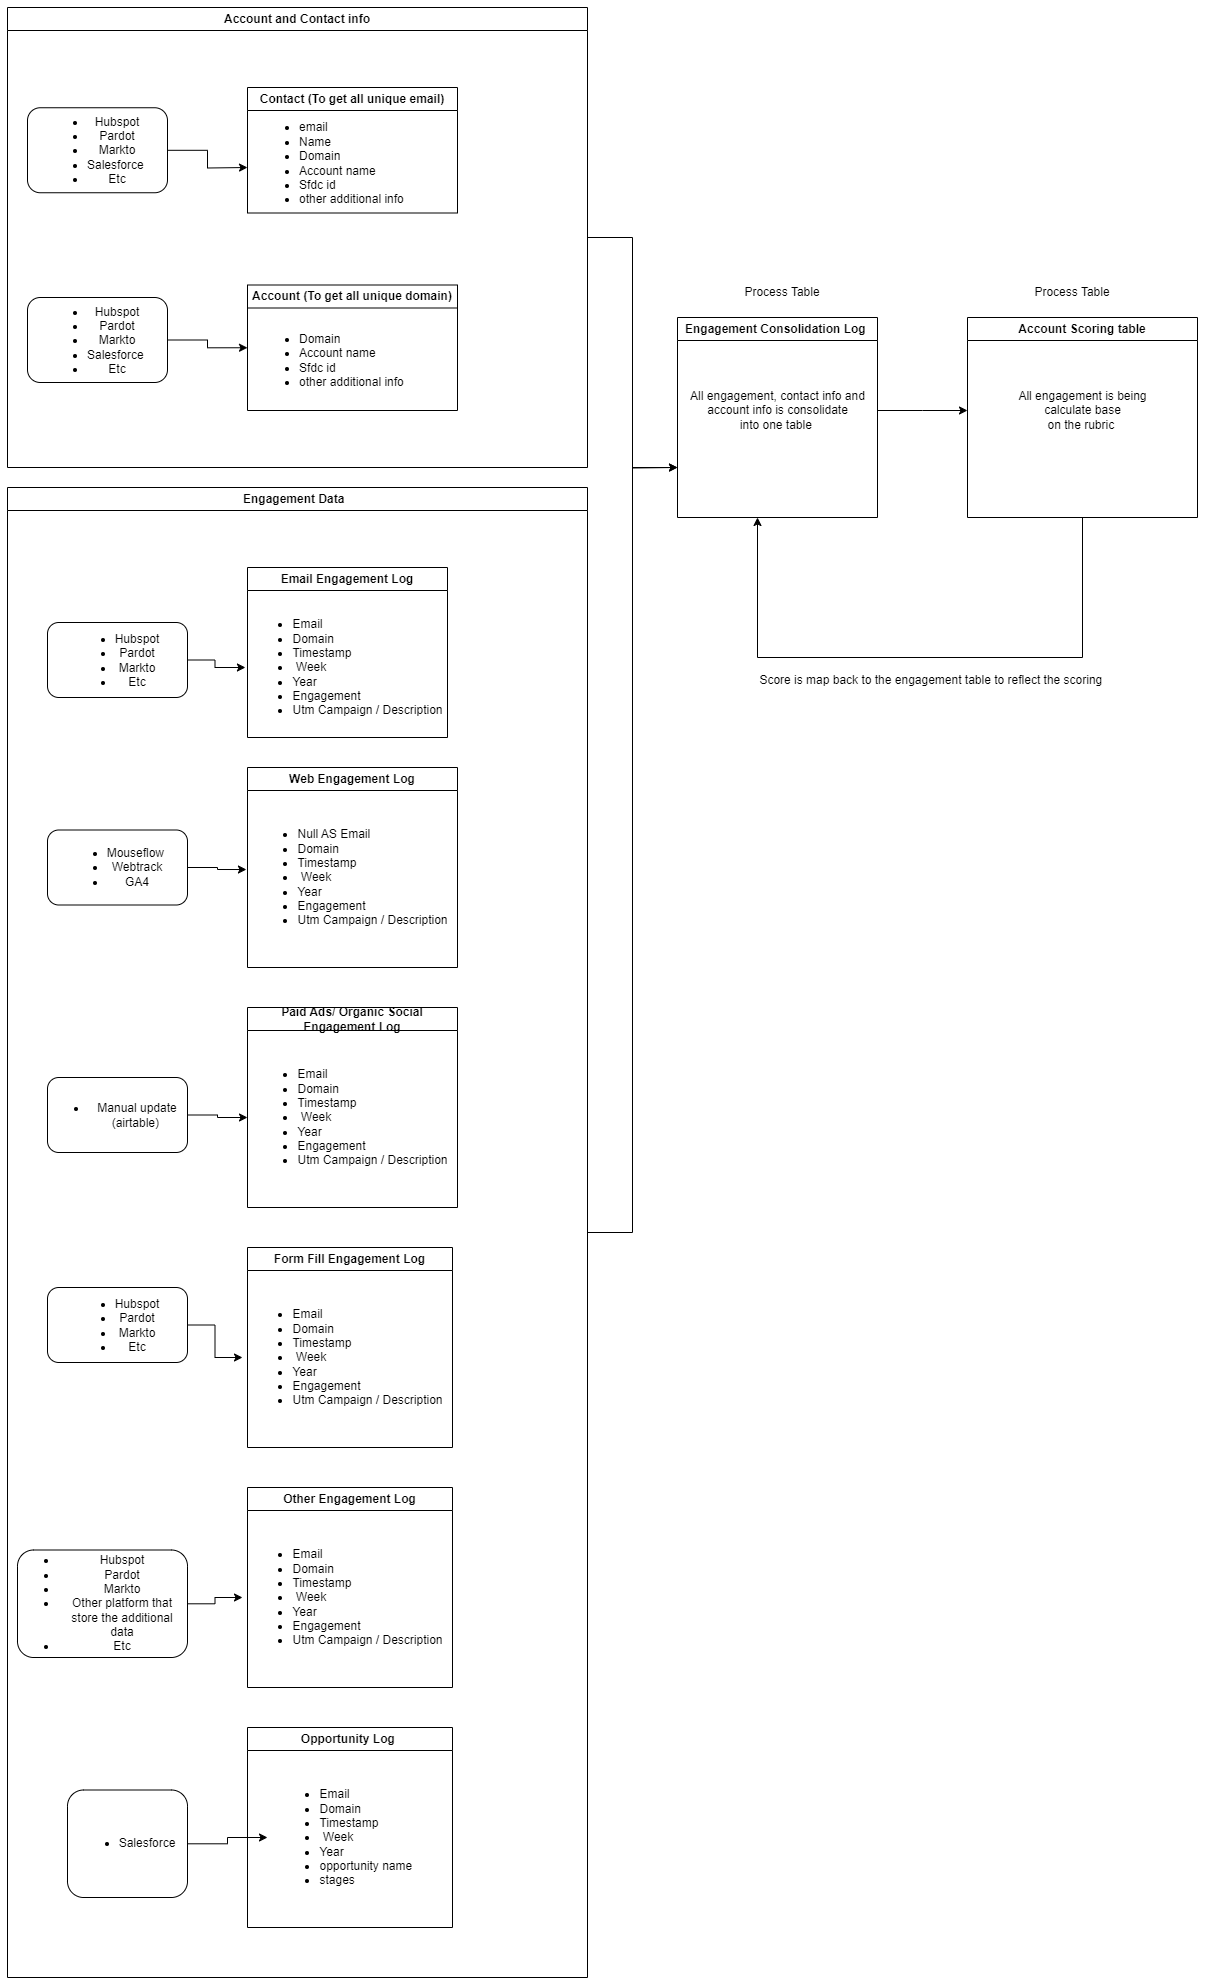 Account and Contact info
Hubspot
Pardot
Markto
Salesforce
Etc
Contact (To get all unique email)
email
Name
Domain
Account name
Sfdc id
other additional info
Hubspot
Pardot
Markto
Salesforce
Etc
Account (To get all unique domain)
Domain
Account name
Sfdc id
other additional info
Engagement Data
Hubspot
Pardot
Markto
Etc
Email Engagement Log
Email
Domain
Timestamp
Week
Year
Engagement
Utm Campaign / Description
Mouseflow
Webtrack
GA4
Web Engagement Log
Null AS Email
Domain
Timestamp
Week
Year
Engagement
Utm Campaign / Description
Manual update
(airtable)
Paid Ads/ Organic Social
Engagement Log
Email
Domain
Timestamp
Week
Year
Engagement
Utm Campaign / Description
Hubspot
Pardot
Markto
Etc
Form Fill Engagement Log
Email
Domain
Timestamp
Week
Year
Engagement
Utm Campaign / Description
Hubspot
Pardot
Markto
Other platform that
store the additional
data
Etc
Other Engagement Log
Email
Domain
Timestamp
Week
Year
Engagement
Utm Campaign / Description
Salesforce
Opportunity Log
Email
Domain
Timestamp
Week
Year
opportunity name
stages
Process Table
Engagement Consolidation Log
All engagement, contact info and
account info is consolidate
into one table
Process Table
Account Scoring table
All engagement is being
calculate base
on the rubric
Score is map back to the engagement table to reflect the scoring